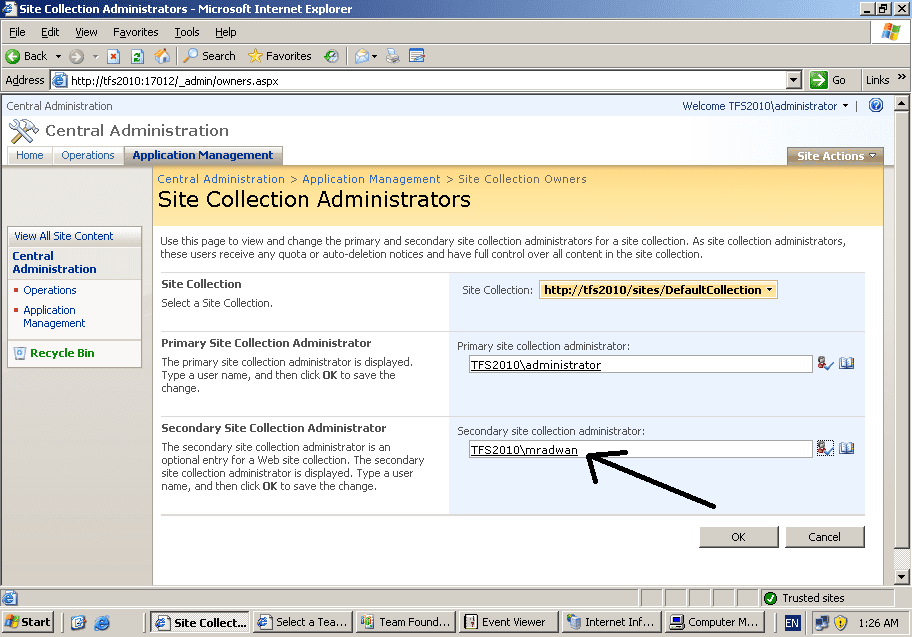 Site Collection Administrators - Microsoft Internet Explorer
File Edit View Favorites Tools Help
Back Search Favorites
Address http://tfs2010:17012/_admin/owners.aspx Go Links »
Central Administration Welcome TFS2010\administrator
Central Administration
Home Operations Application Management Site Actions
Central Administration > Application Management > Site Collection Owners
Site Collection Administrators
View All Site Content
Central
Administration
Operations
Application
Management
Recycle Bin
Use this page to view and change the primary and secondary site collection administrators for a site collection. As site collection administrators,
these users receive any quota or auto-deletion notices and have full control over all content in the site collection.
Site Collection
Select a Site Collection.
Site Collection: http://tfs2010/sites/DefaultCollection
Primary Site Collection Administrator
The primary site collection administrator is displayed.
Type a user name, and then click OK to save the
change.
Primary site collection administrator:
TFS2010\administrator
Secondary Site Collection Administrator
The secondary site collection administrator is an
optional entry for a Web site collection. The secondary
site collection administrator is displayed. Type a user
name, and then click OK to save the change.
Secondary site collection administrator:
TFS2010\mradwan
OK Cancel
Trusted sites
Start Site Collect... Select a Tea... Team Found... Event Viewer Internet Inf... Computer M... EN 1:26 AM